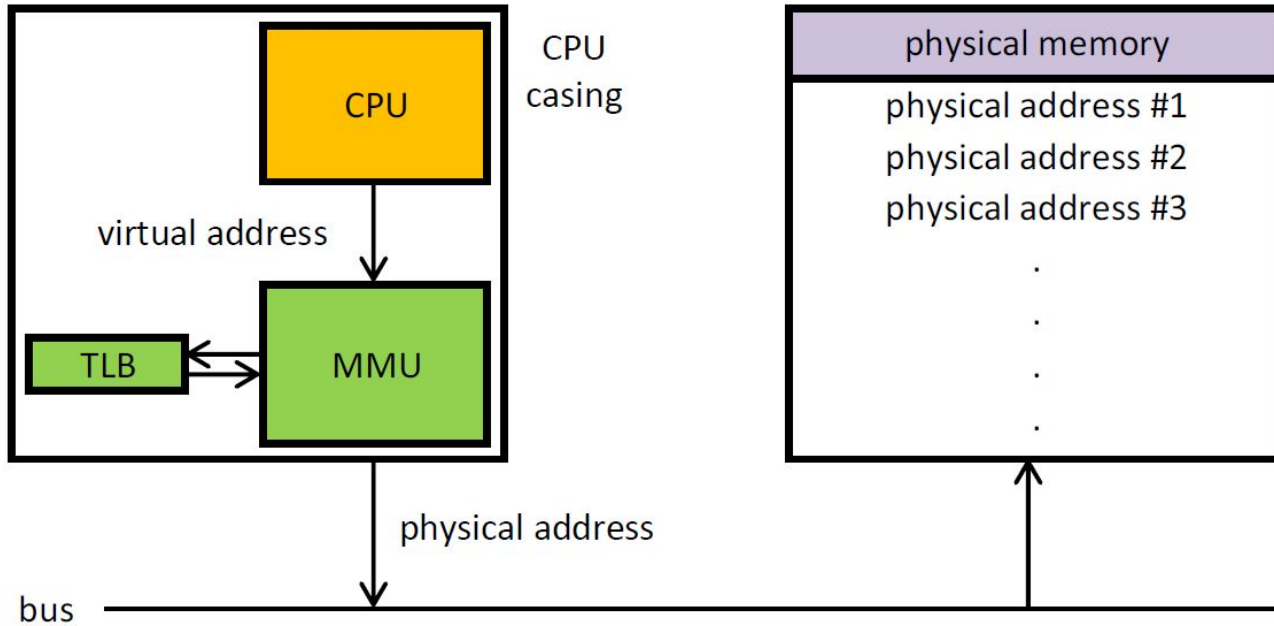 CPU
CPU
casing
virtual address
TLB
MMU
physical address
bus
physical memory
physical address #1
physical address #2
physical address #3
.
.
.
.